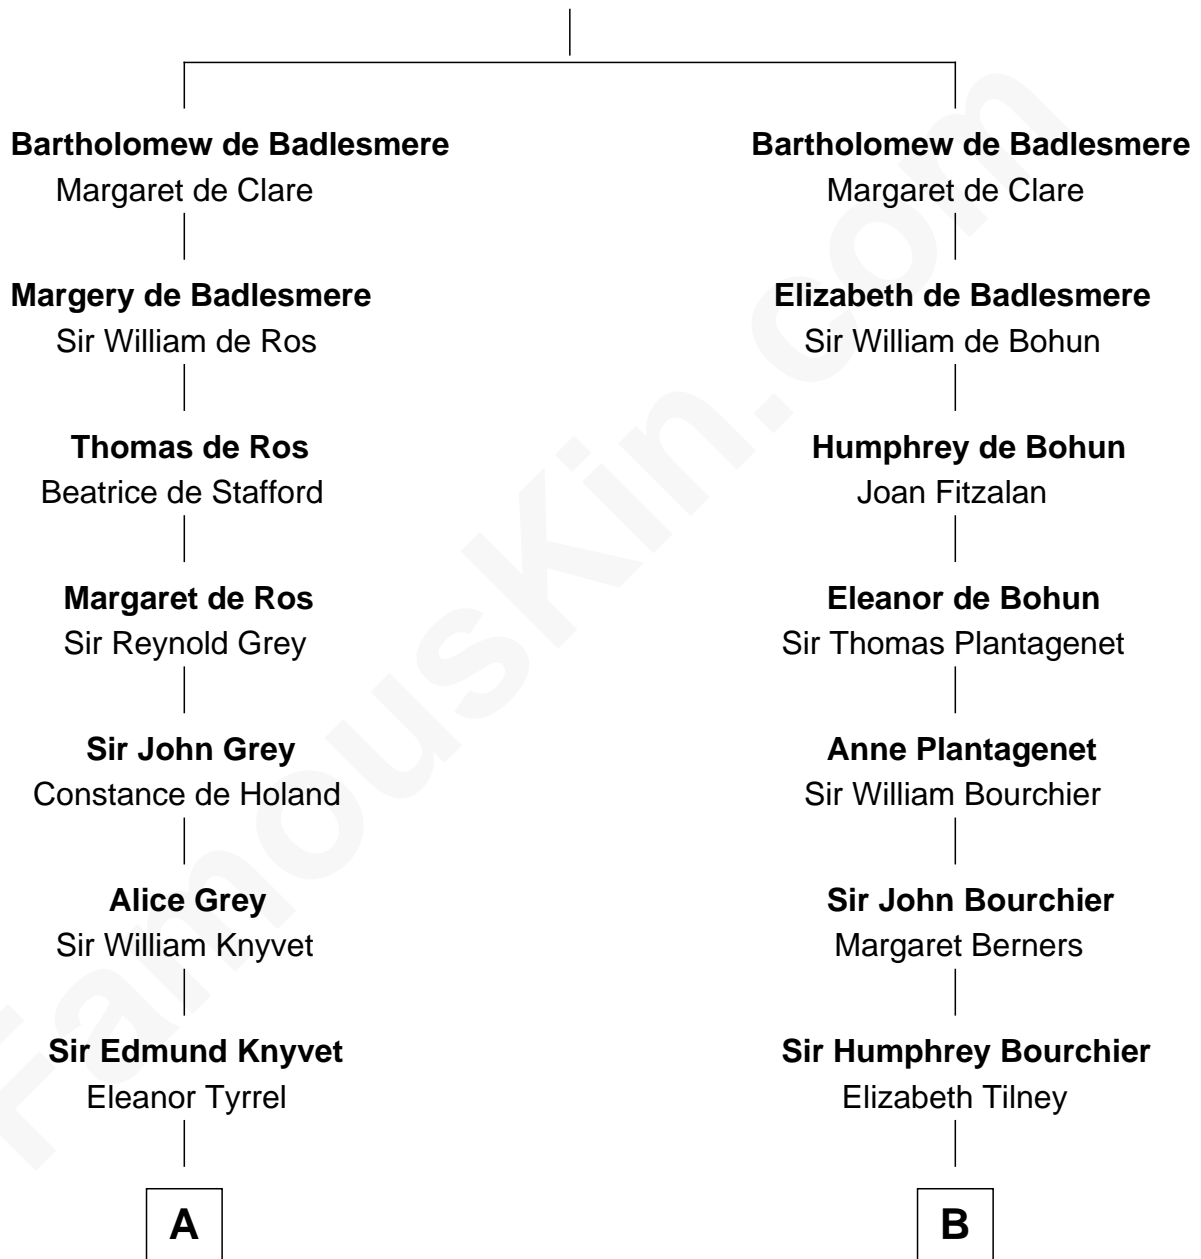 Bartholomew de Badlesmere
Margaret de Clare
Margery de Badlesmere
Sir William de Ros
Thomas de Ros
Beatrice de Stafford
Margaret de Ros
Sir Reynold Grey
Sir John Grey
Constance de Holand
Alice Grey
Sir William Knyvet
Sir Edmund Knyvet
Eleanor Tyrrel
A
Bartholomew de Badlesmere
Margaret de Clare
Elizabeth de Badlesmere
Sir William de Bohun
Humphrey de Bohun
Joan Fitzalan
Eleanor de Bohun
Sir Thomas Plantagenet
Anne Plantagenet
Sir William Bourchier
Sir John Bourchier
Margaret Berners
Sir Humphrey Bourchier
Elizabeth Tilney
B
FamousKin.com